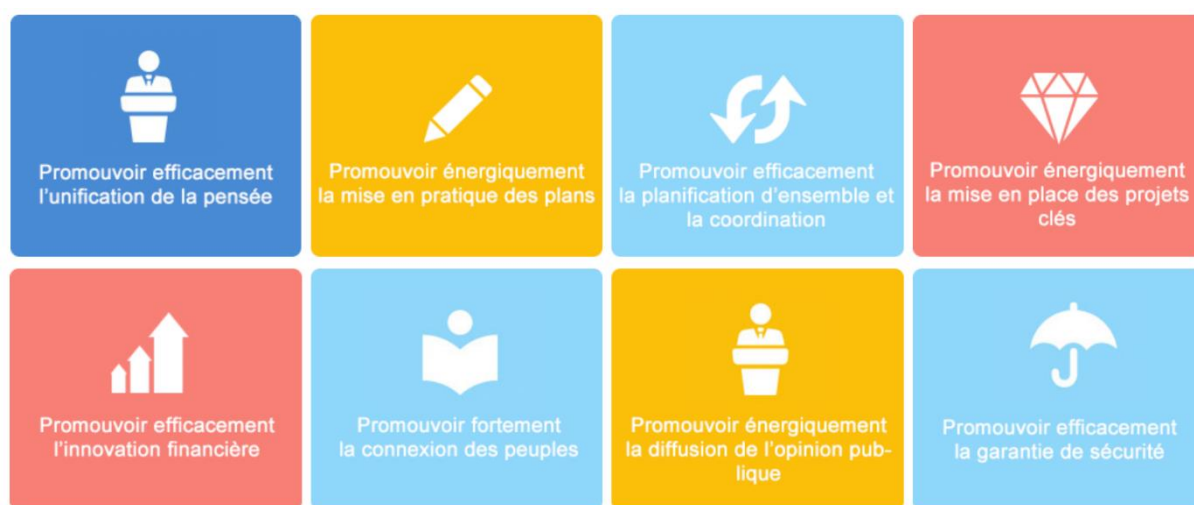 Promouvoir efficacement
l'unification de la pensée
Promouvoir énergiquement
la mise en pratique des plans
Promouvoir efficacement
la planification d'ensemble et
la coordination
Promouvoir énergiquement
la mise en place des projets
clés
Promouvoir efficacement
l'innovation financière
Promouvoir fortement
la connexion des peuples
Promouvoir énergiquement
la diffusion de l'opinion pub-
lique
Promouvoir efficacement
la garantie de sécurité